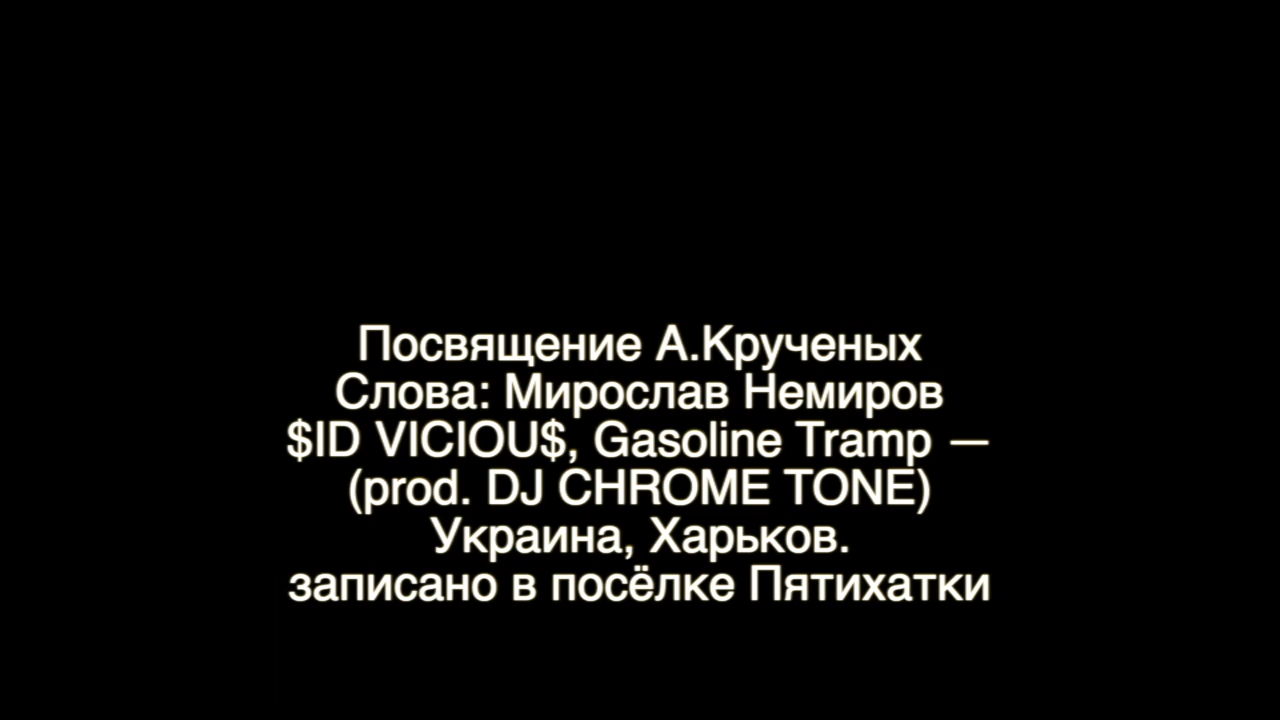 Посвящение А.Крученых
Слова: Мирослав Немиров
$ID VICIOU$, Gasoline Tramp —
(prod. DJ CHROME TONE)
Украина, Харьков.
записано в посёлке Пятихатки